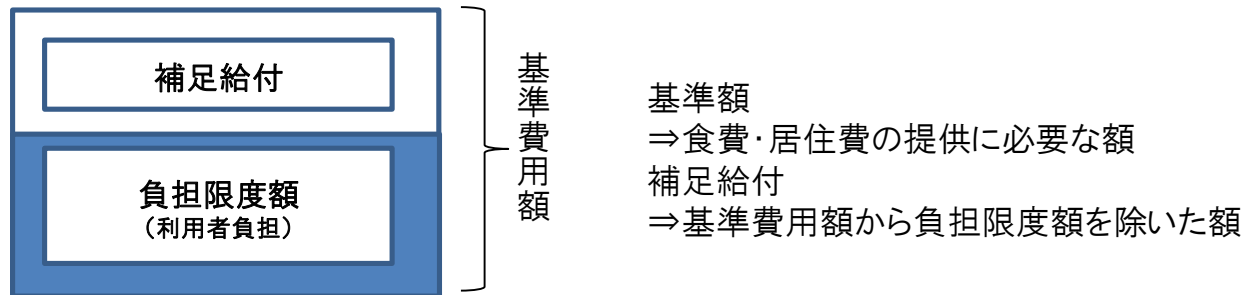 補足給付
負担限度額
（利用者負担）
基準費用額
基準額
⇒食費・居住費の提供に必要な額
補足給付
⇒基準費用額から負担限度額を除いた額